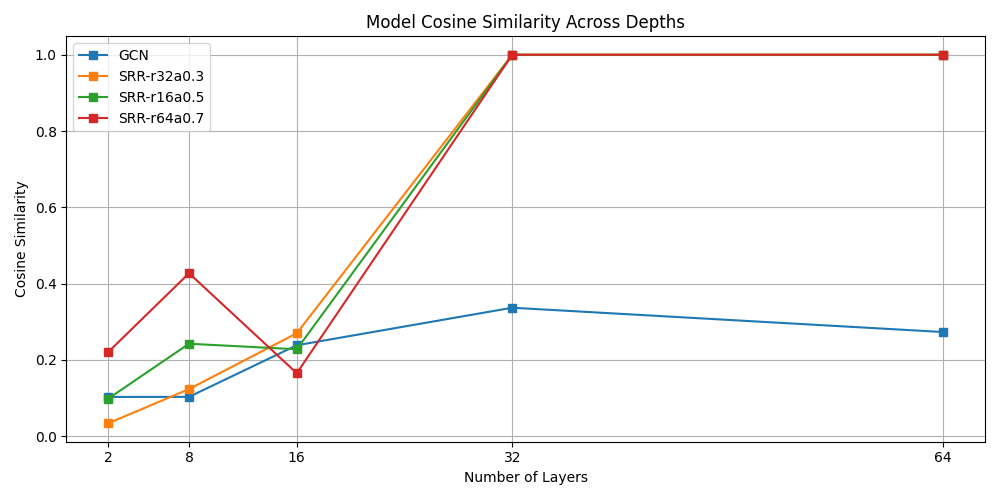 Model Cosine Similarity Across Depths
GCN
SRR-r32a0.3
SRR-r16a0.5
SRR-r64a0.7
Cosine Similarity
1.0
0.8
0.6
0.4
0.2
0.0
2
8
16
32
64
Number of Layers